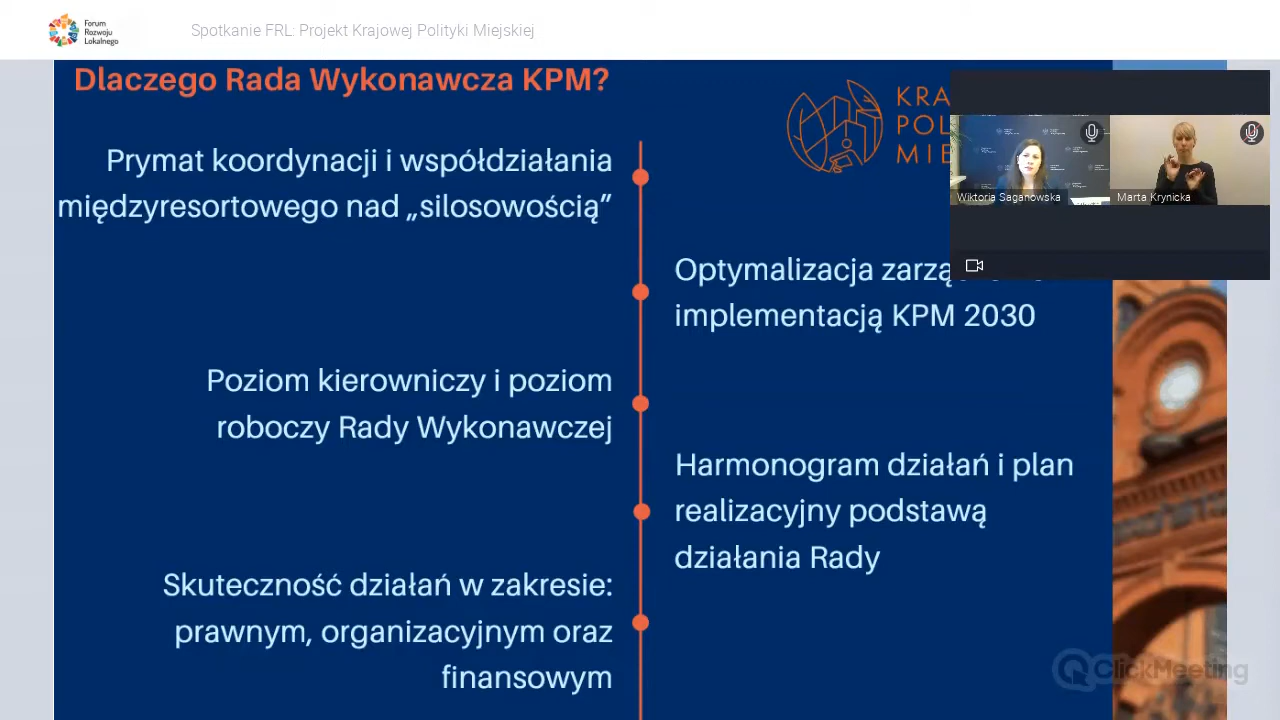 Forum
Rozwoju
Lokalnego
Spotkanie FRL: Projekt Krajowej Polityki Miejskiej
Dlaczego Rada Wykonawcza KPM?
KRA
POL
MIE
Wiktoria Saganowska
Marta Krynicka
Prymat koordynacji i współdziałania
międzyresortowego nad „silosowością”
Optymalizacja
implementacją KPM 2030
Poziom kierowniczy i poziom
roboczy Rady Wykonawczej
Harmonogram działań i plan
realizacyjny podstawą
działania Rady
Skuteczność działań w zakresie:
prawnym, organizacyjnym oraz
finansowym
ClickMeeting